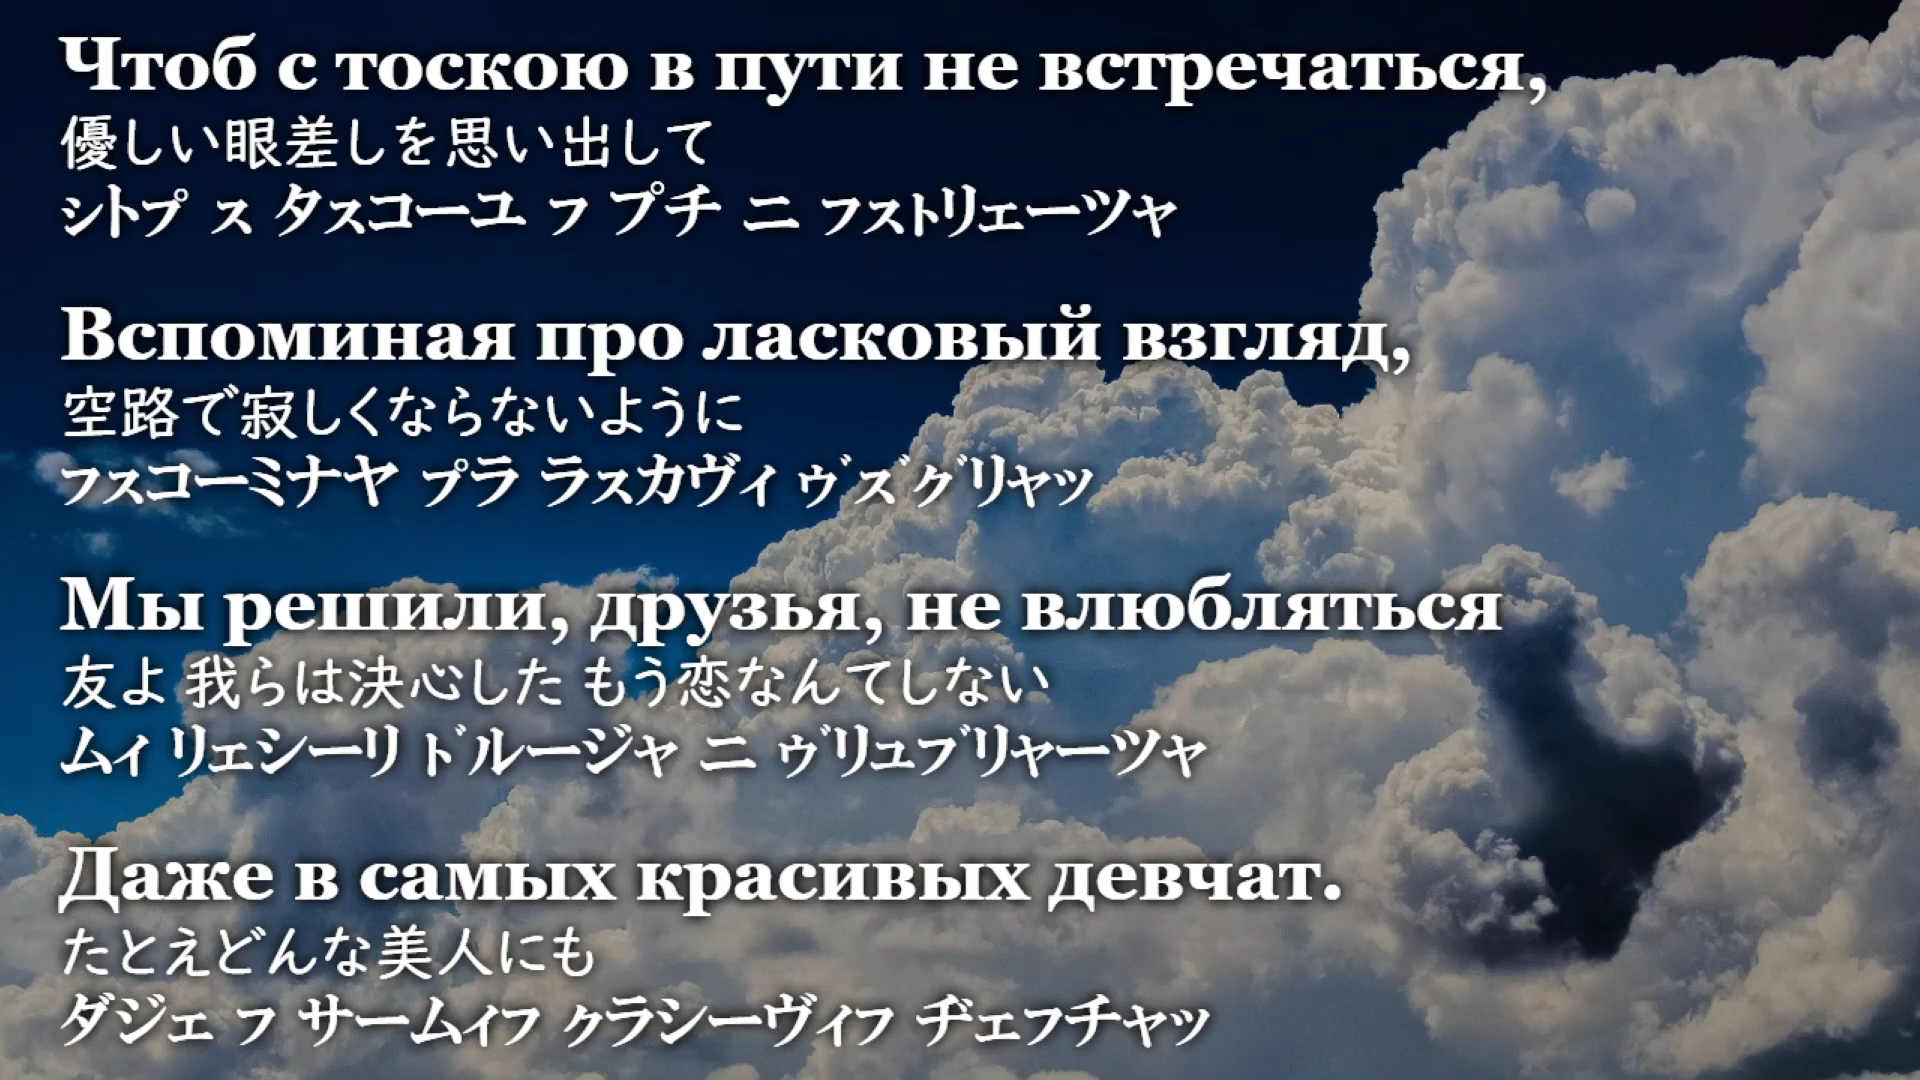 Чтоб с тоскою в пути не встречаться,
優しい眼差しを思い出して
シトプ ス タスコーユ フ プチ ニ フストリェーツャ
Вспоминая про ласковый взгляд,
空路で寂しくならないように
フスコーミナヤ プラ ラスカヴィ ヴズグリャッ
Мы решили, друзья, не влюбляться
友よ 我らは決心した もう恋なんてしない
ムィ リェシーリ ドルージャ ニ ヴリュブリャーツャ
Даже в самых красивых девчат.
たとえどんな美人にも
ダジェ フ サームィフ クラシーヴィフ ヂェフチャッ